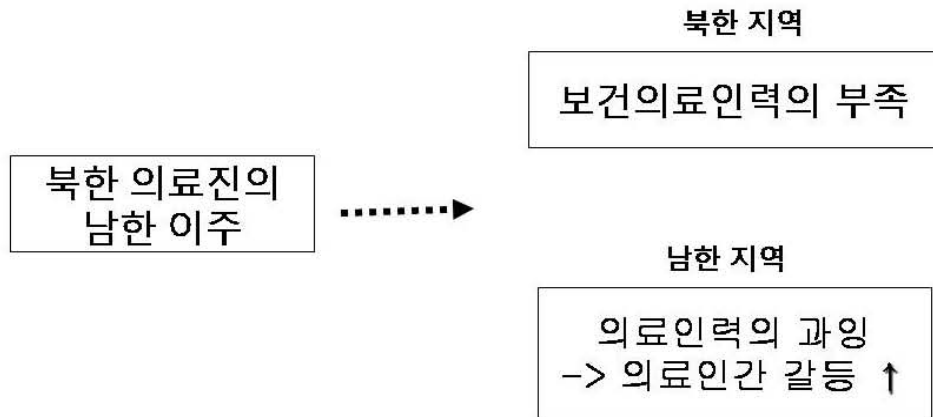 북한 지역
보건의료인력의 부족
북한 의료진의
남한 이주
남한 지역
의료인력의 과잉
-> 의료인간 갈등 ↑